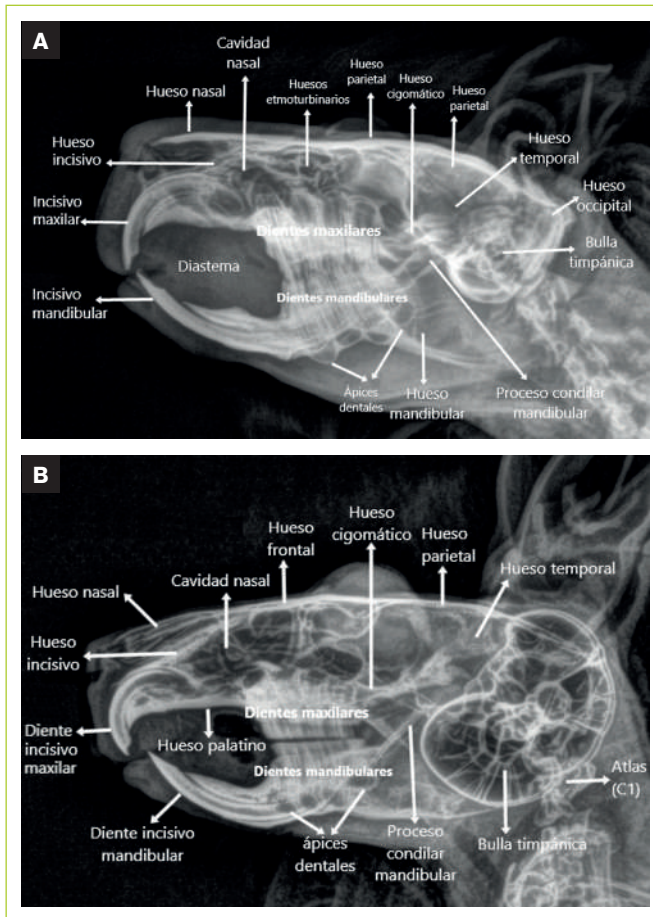 A
Cavidad
nasal
Hueso nasal
Huesos
etmoturbinarios
Hueso
parietal
Hueso
cigomático
Hueso
parietal
Hueso
incisivo
Hueso
temporal
Hueso
occipital
Incisivo
maxilar
Dientes maxilares
Bulla
timpánica
Diastema
Incisivo
mandibular
Dientes mandibulares
Ápices
dentales
Hueso
mandibular
Proceso condilar
mandibular
B
Hueso
frontal
Hueso
cigomático
Hueso
parietal
Hueso nasal
Cavidad nasal
Hueso temporal
Hueso
incisivo
Dientes maxilares
Diente
incisivo
maxilar
Hueso palatino
Dientes mandibulares
Atlas
(C1)
Diente incisivo
mandibular
ápices
dentales
Proceso
condilar
mandibular
Bulla timpánica